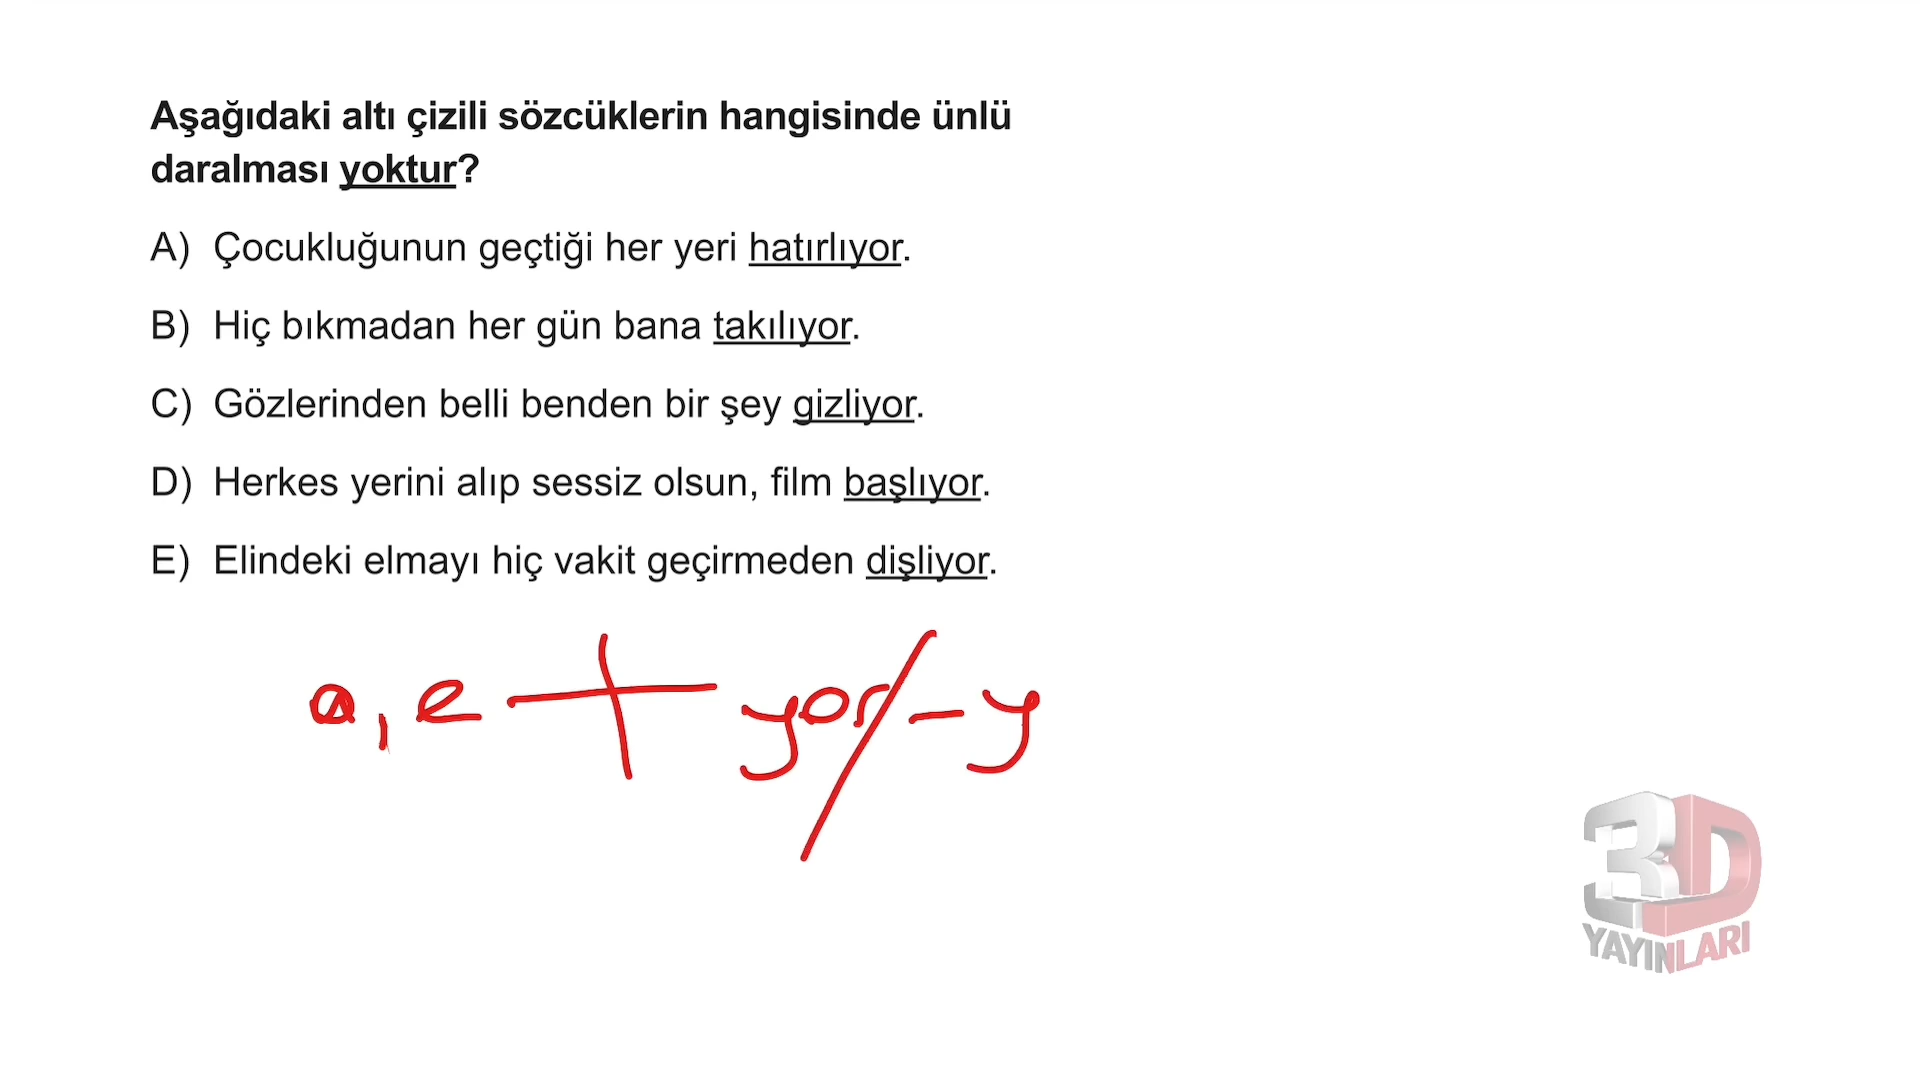 Aşağıdaki altı çizili sözcüklerin hangisinde ünlü
daralması yoktur?
A) Çocukluğunun geçtiği her yeri hatırlıyor.
B) Hiç bıkmadan her gün bana takılıyor.
C) Gözlerinden belli benden bir şey gizliyor.
D) Herkes yerini alıp sessiz olsun, film başlıyor.
E) Elindeki elmayı hiç vakit geçirmeden dişliyor.
a, e + yor / - y
3D
YAYINLARI